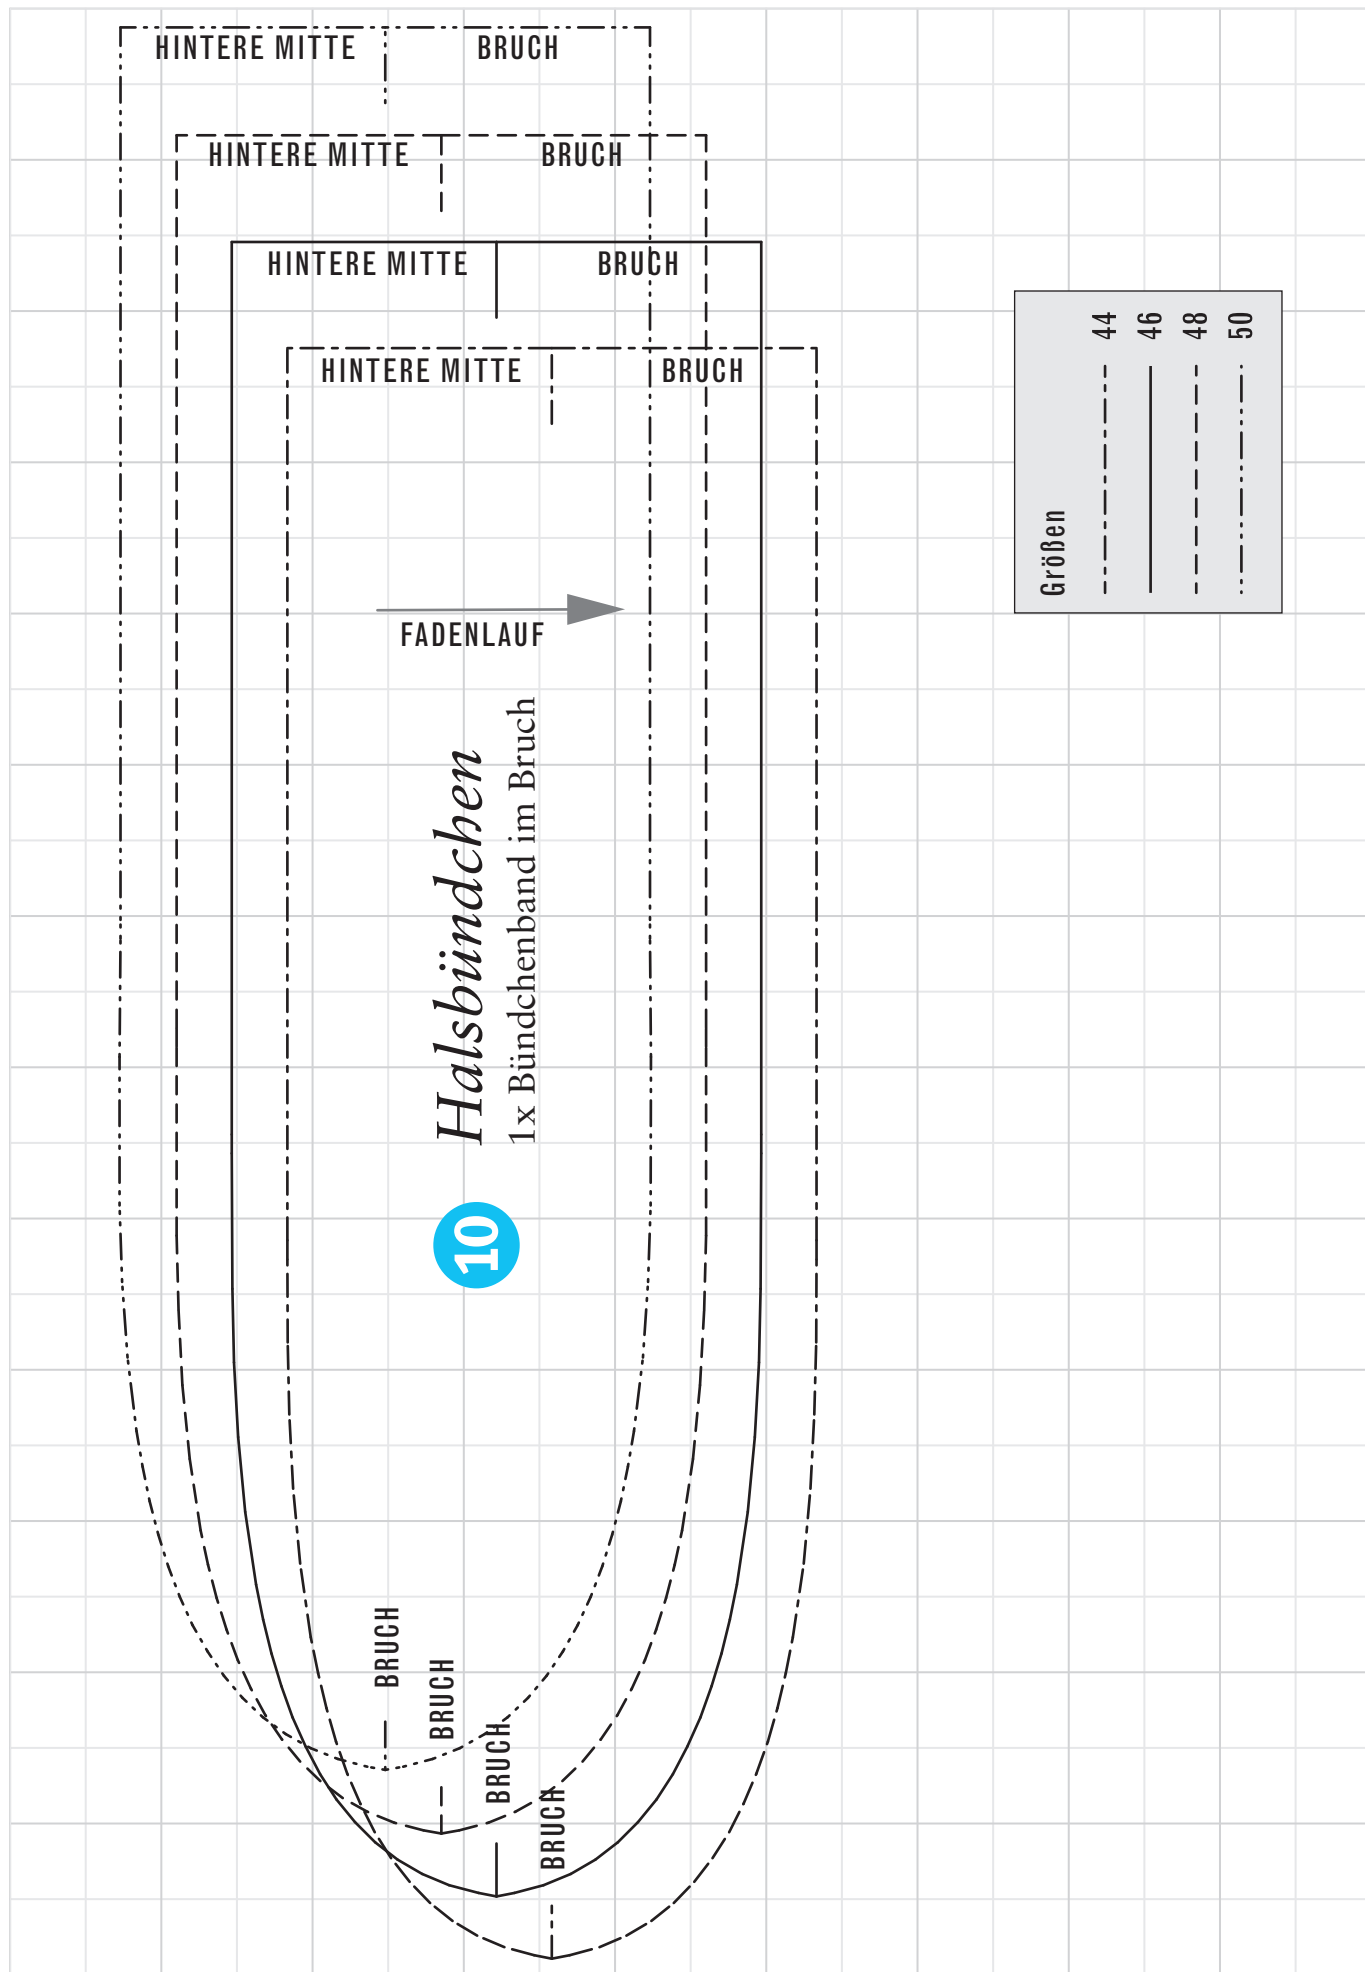 HINTERE MITTE BRUCH
HINTERE MITTE BRUCH
HINTERE MITTE BRUCH
HINTERE MITTE BRUCH
Größen
44
46
48
50
FADENLAUF
Halsbündchen
1x Bündchenband im Bruch
10
BRUCH
BRUCH
BRUCH
BRUCH